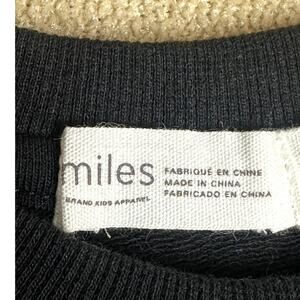 miles
BRAND KIDS APPAREL
FABRIQUÉ EN CHINE
MADE IN CHINA
FABRICADO EN CHINA